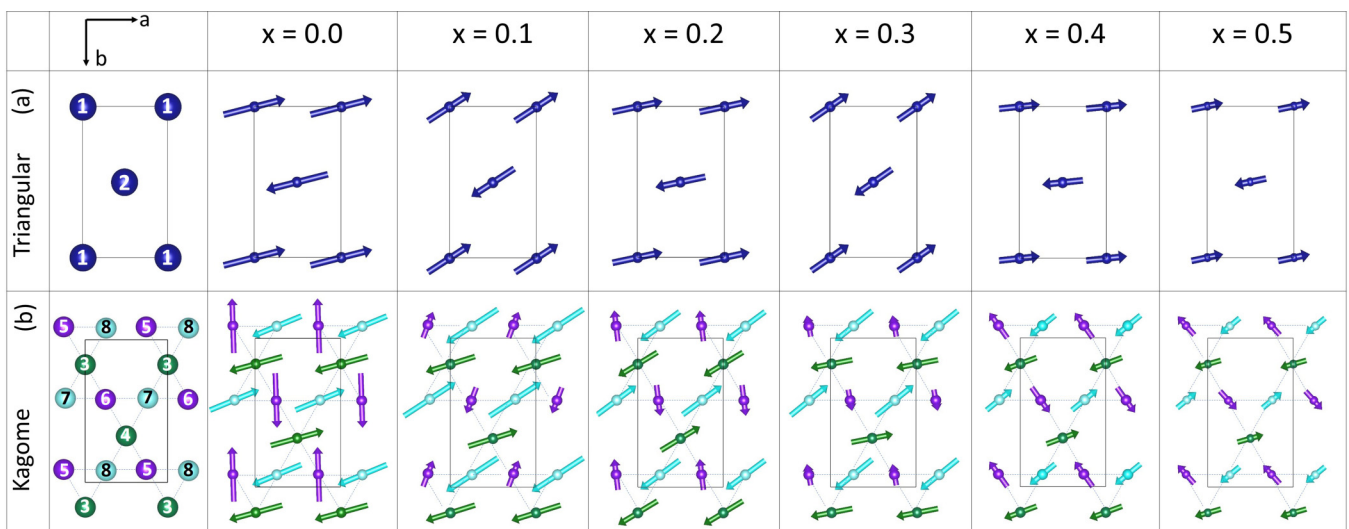 a
b
x = 0.0 x = 0.1 x = 0.2 x = 0.3 x = 0.4 x = 0.5
(a)
Triangular
1 1
2
1 1
(b)
Kagome
5 8 5 8
3 3
7 6 7 6
4
5 8 5 8
3 3